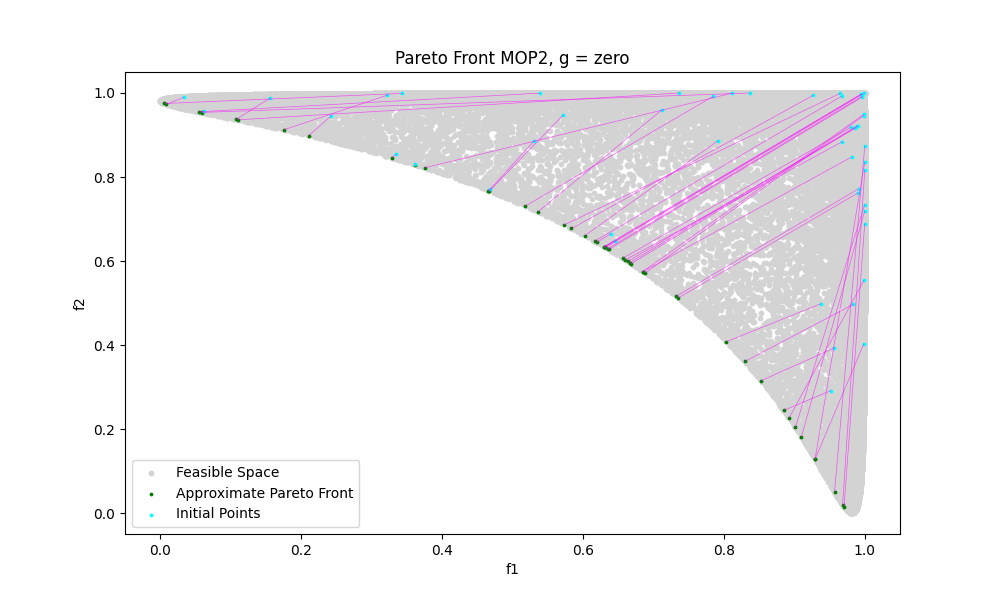 Pareto Front MOP2, g = zero
1.0
0.8
0.6
0.4
0.2
0.0
f2
Feasible Space
Approximate Pareto Front
Initial Points
0.0 0.2 0.4 0.6 0.8 1.0
f1